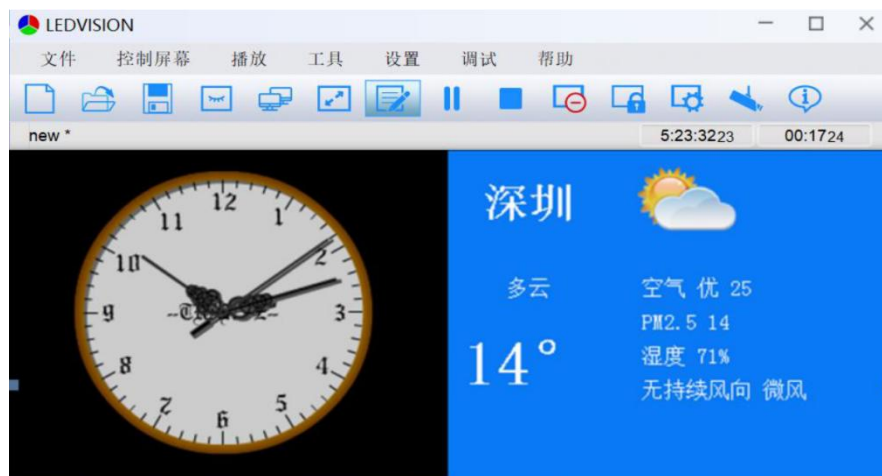 LEDVISION
文件 控制屏幕 播放 工具 设置 调试 帮助
new * 5:23:3223 00:1724
12
11 1
10 2
9 3
8 4
7 5
6
深圳
多云
14°
空气 优 25
PM2.5 14
湿度 71%
无持续风向 微风